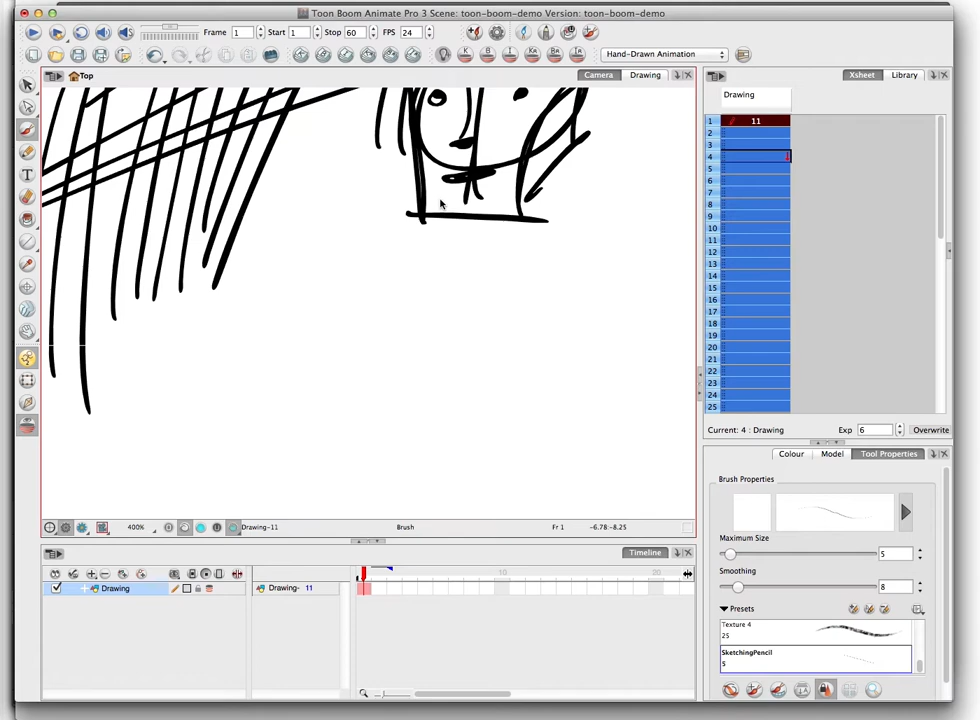 Toon Boom Animate Pro 3 Scene: toon-boom-demo Version: toon-boom-demo
Frame 1 Start 1 Stop 60 FPS 24
Hand-Drawn Animation
Top
Camera Drawing
Xsheet Library
Drawing
1 11
2
3
4
5
6
7
8
9
10
11
12
13
14
15
16
17
18
19
20
21
22
23
24
25
Current: 4 : Drawing Exp 6 Overwrite
Colour Model Tool Properties
Brush Properties
Maximum Size
5
Smoothing
8
Presets
Texture 4
25
SketchingPencil
5
400% Drawing-11 Brush Fr 1 -6.78:-8.25
Timeline
10 20
Drawing Drawing- 11